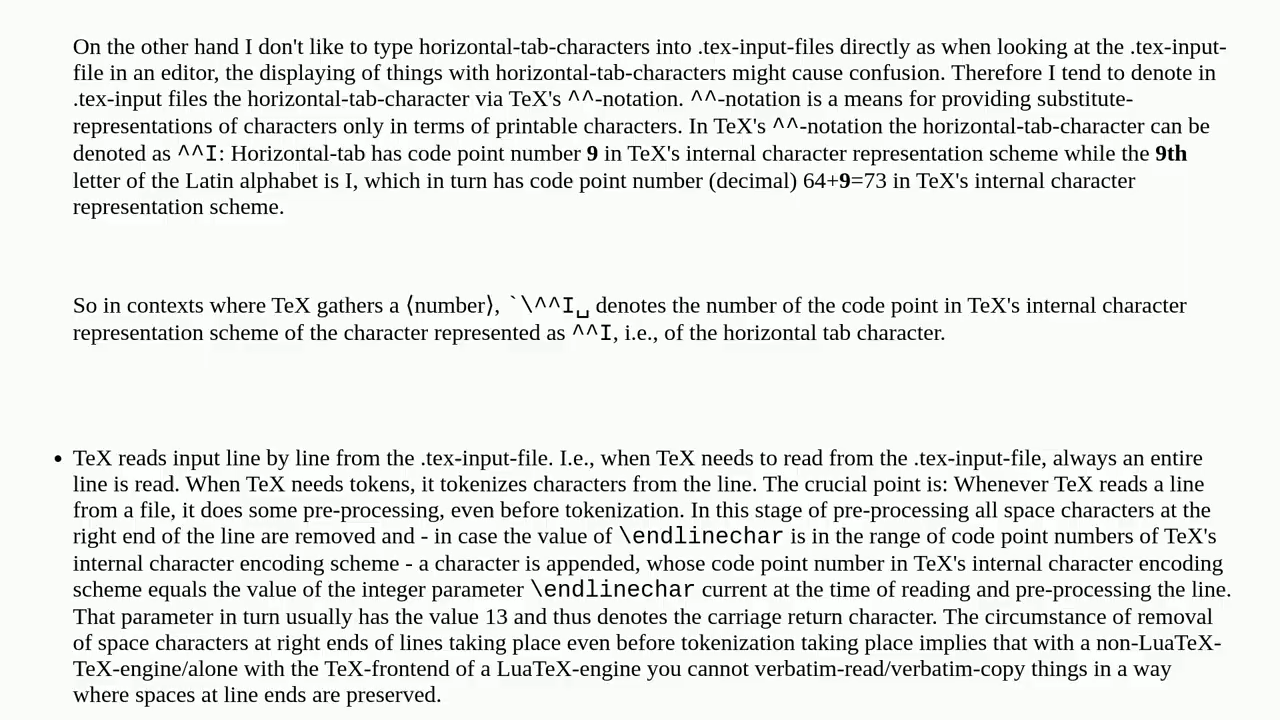 On the other hand I don't like to type horizontal-tab-characters into .tex-input-files directly as when looking at the .tex-input-
file in an editor, the displaying of things with horizontal-tab-characters might cause confusion. Therefore I tend to denote in
.tex-input files the horizontal-tab-character via TeX's ^^-notation. ^^-notation is a means for providing substitute-
representations of characters only in terms of printable characters. In TeX's ^^-notation the horizontal-tab-character can be
denoted as ^^I: Horizontal-tab has code point number 9 in TeX's internal character representation scheme while the 9th
letter of the Latin alphabet is I, which in turn has code point number (decimal) 64+9=73 in TeX's internal character
representation scheme.
So in contexts where TeX gathers a ⟨number⟩, `\^^I␣ denotes the number of the code point in TeX's internal character
representation scheme of the character represented as ^^I, i.e., of the horizontal tab character.
• TeX reads input line by line from the .tex-input-file. I.e., when TeX needs to read from the .tex-input-file, always an entire
line is read. When TeX needs tokens, it tokenizes characters from the line. The crucial point is: Whenever TeX reads a line
from a file, it does some pre-processing, even before tokenization. In this stage of pre-processing all space characters at the
right end of the line are removed and - in case the value of \endlinechar is in the range of code point numbers of TeX's
internal character encoding scheme - a character is appended, whose code point number in TeX's internal character encoding
scheme equals the value of the integer parameter \endlinechar current at the time of reading and pre-processing the line.
That parameter in turn usually has the value 13 and thus denotes the carriage return character. The circumstance of removal
of space characters at right ends of lines taking place even before tokenization taking place implies that with a non-LuaTeX-
TeX-engine/alone with the TeX-frontend of a LuaTeX-engine you cannot verbatim-read/verbatim-copy things in a way
where spaces at line ends are preserved.